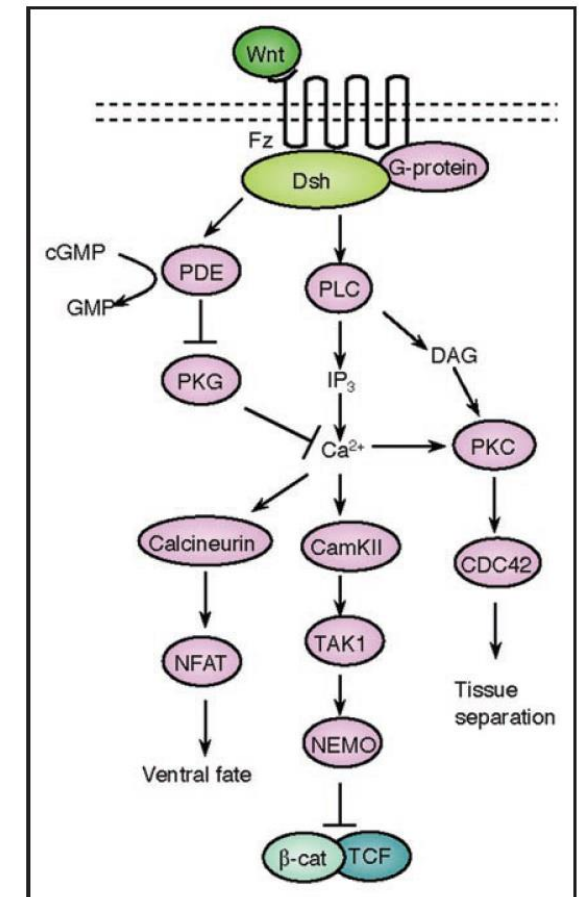 Wnt
Fz
G-protein
Dsh
cGMP
PDE
GMP
PLC
DAG
PKG
IP₃
Ca²⁺
PKC
Calcineurin
CamKII
CDC42
NFAT
TAK1
Tissue
separation
NEMO
Ventral fate
β-cat
TCF